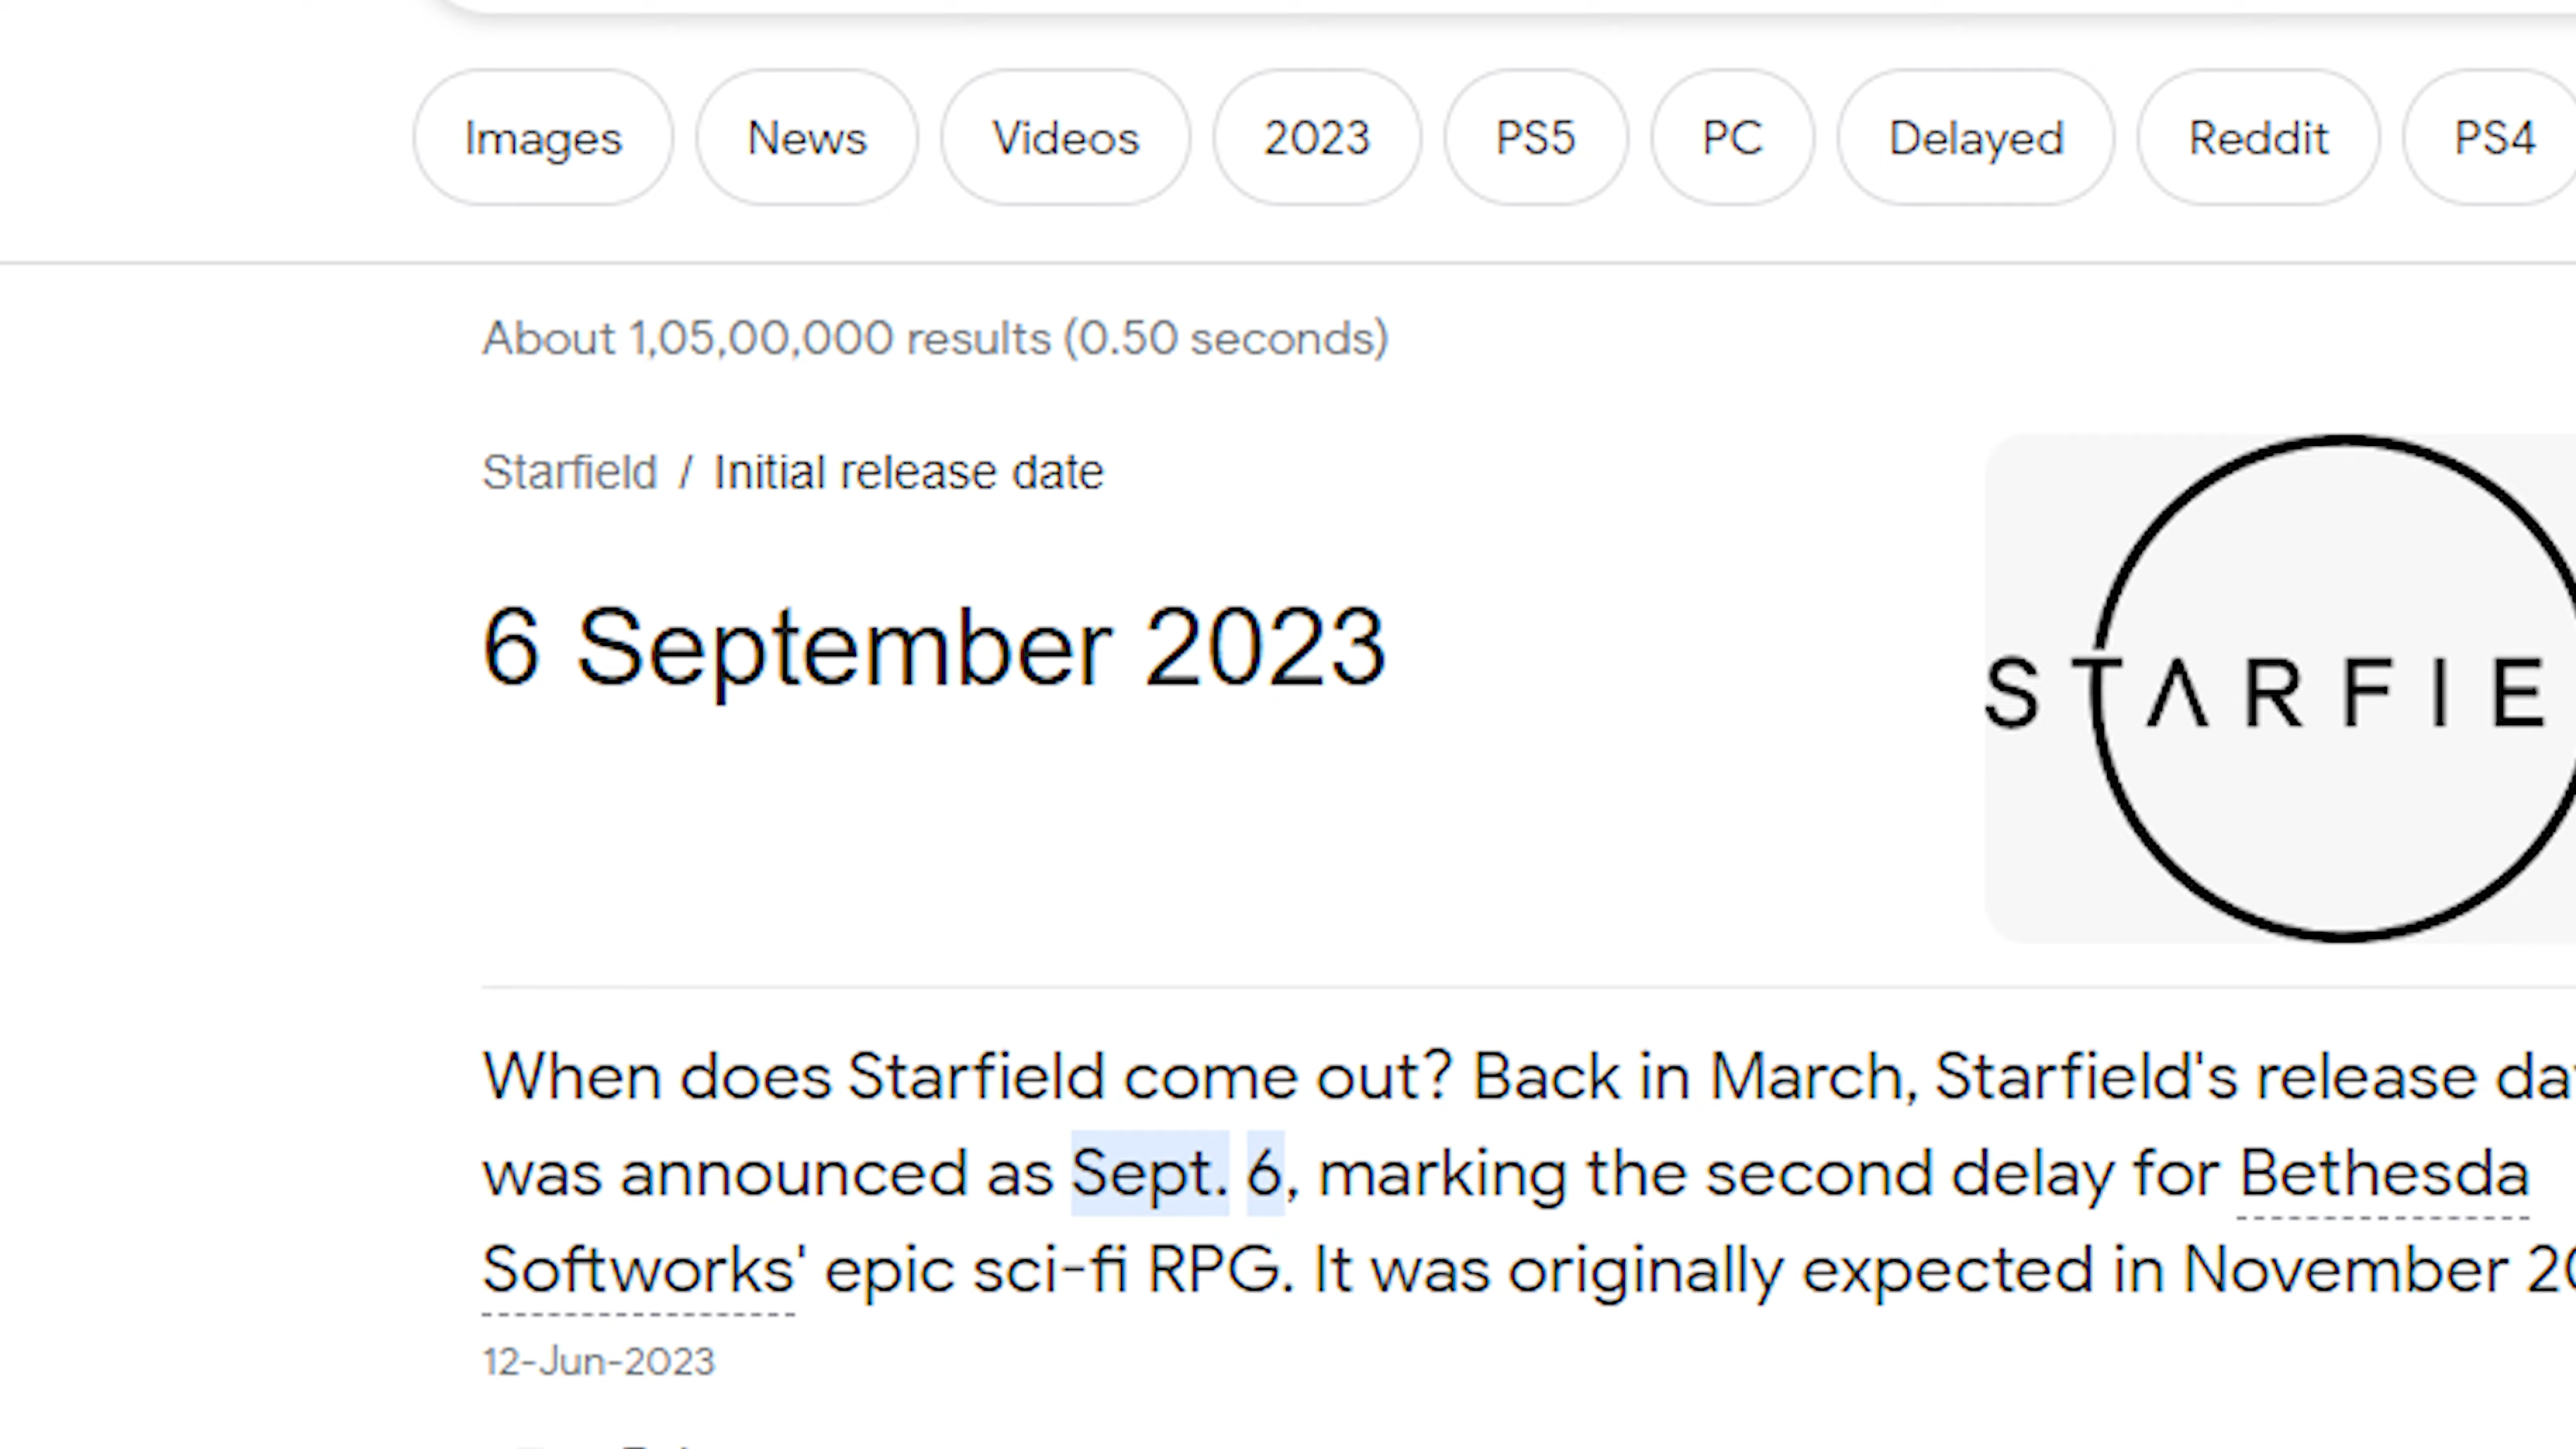 Images News Videos 2023 PS5 PC Delayed Reddit PS4
About 1,05,00,000 results (0.50 seconds)
Starfield / Initial release date
6 September 2023
STARFIE
When does Starfield come out? Back in March, Starfield's release da
was announced as Sept. 6, marking the second delay for Bethesda
Softworks' epic sci-fi RPG. It was originally expected in November 20
12-Jun-2023